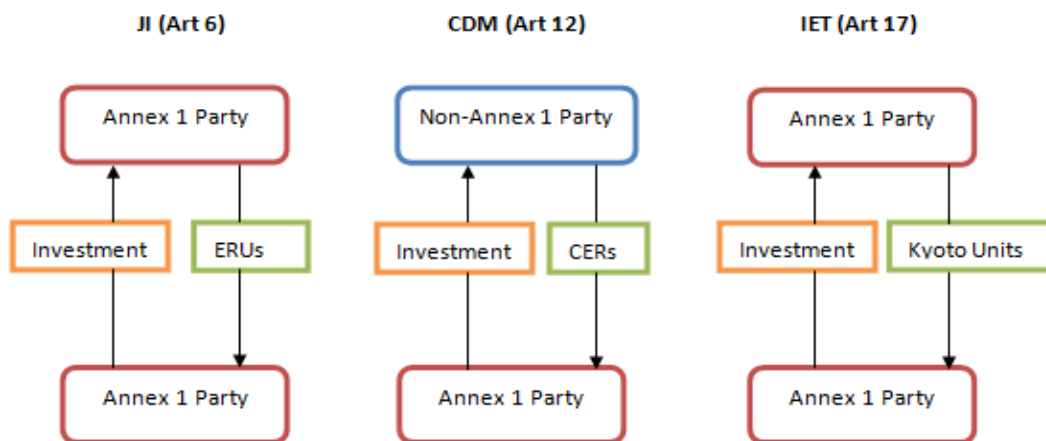 JI (Art 6)
CDM (Art 12)
IET (Art 17)
Annex 1 Party
Non-Annex 1 Party
Annex 1 Party
Investment
ERUs
Investment
CERs
Investment
Kyoto Units
Annex 1 Party
Annex 1 Party
Annex 1 Party